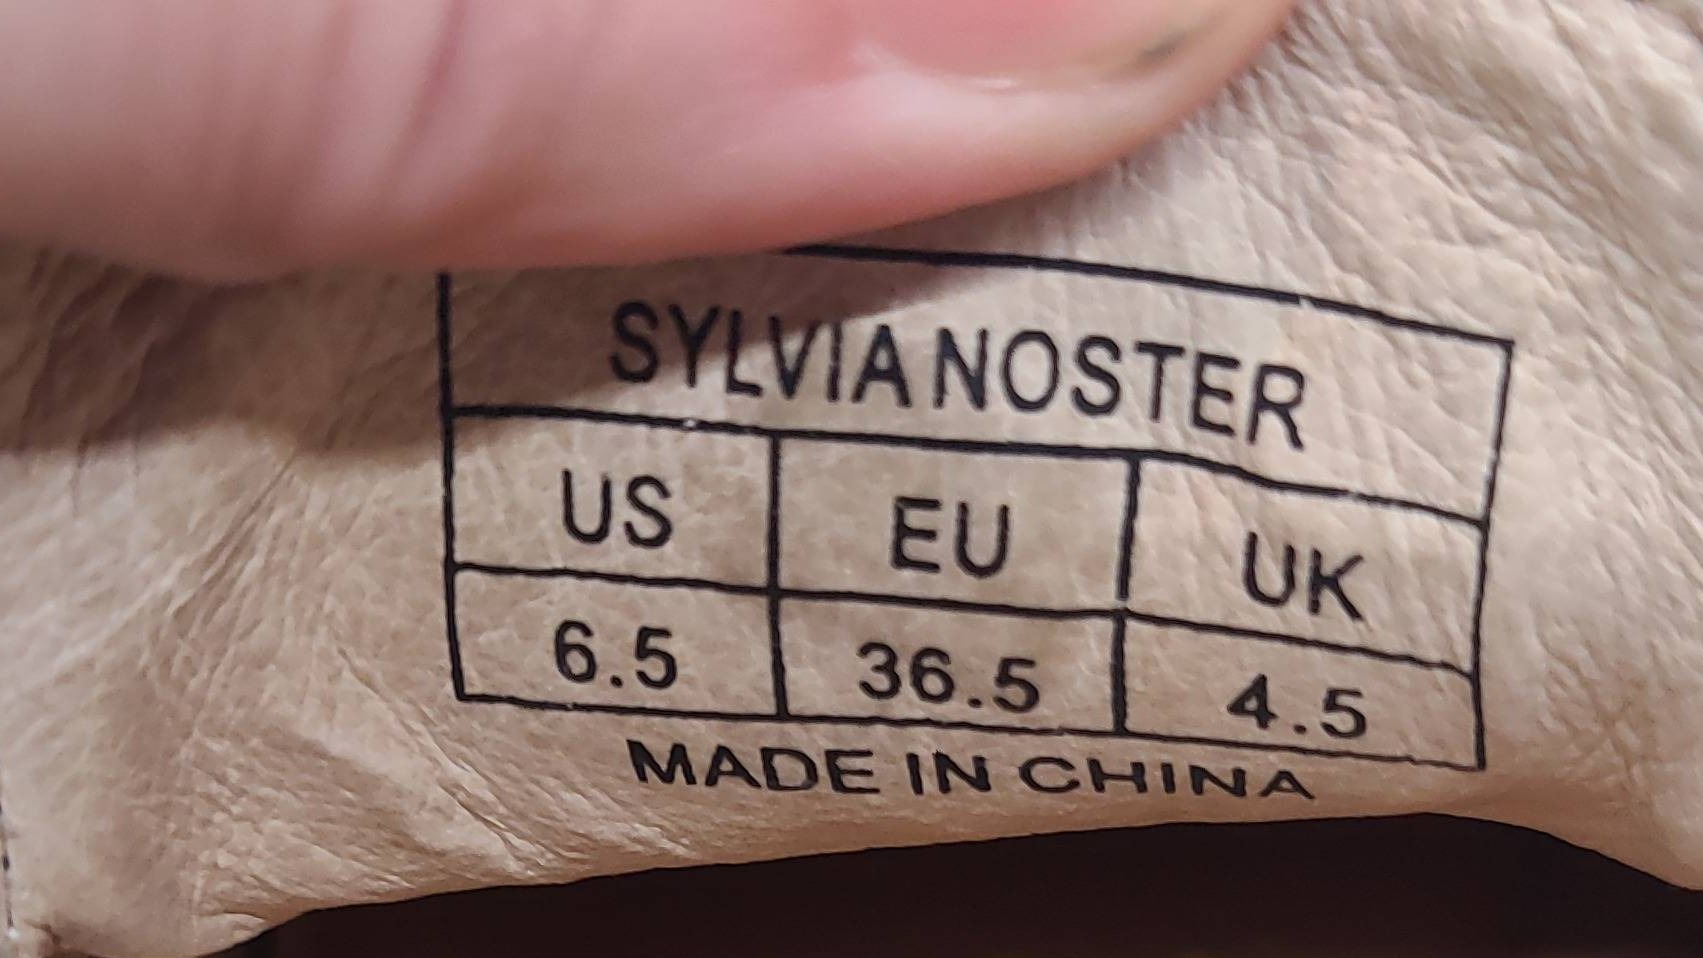 SYLVIA NOSTER
US EU UK
6.5 36.5 4.5
MADE IN CHINA